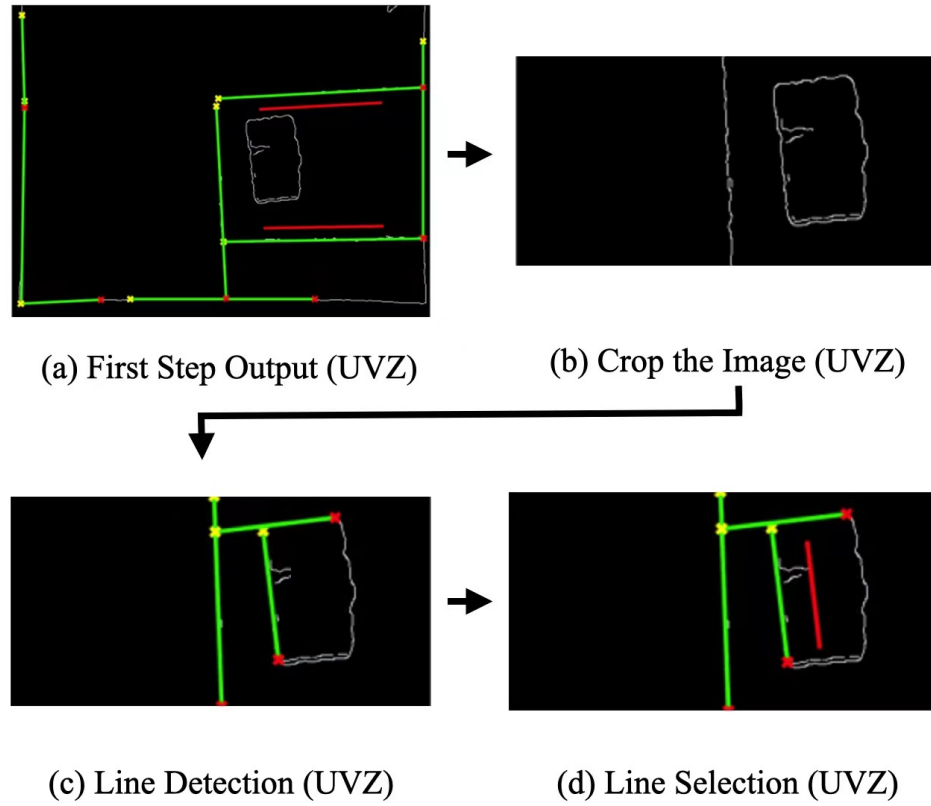 (a) First Step Output (UVZ)
(b) Crop the Image (UVZ)
(c) Line Detection (UVZ)
(d) Line Selection (UVZ)